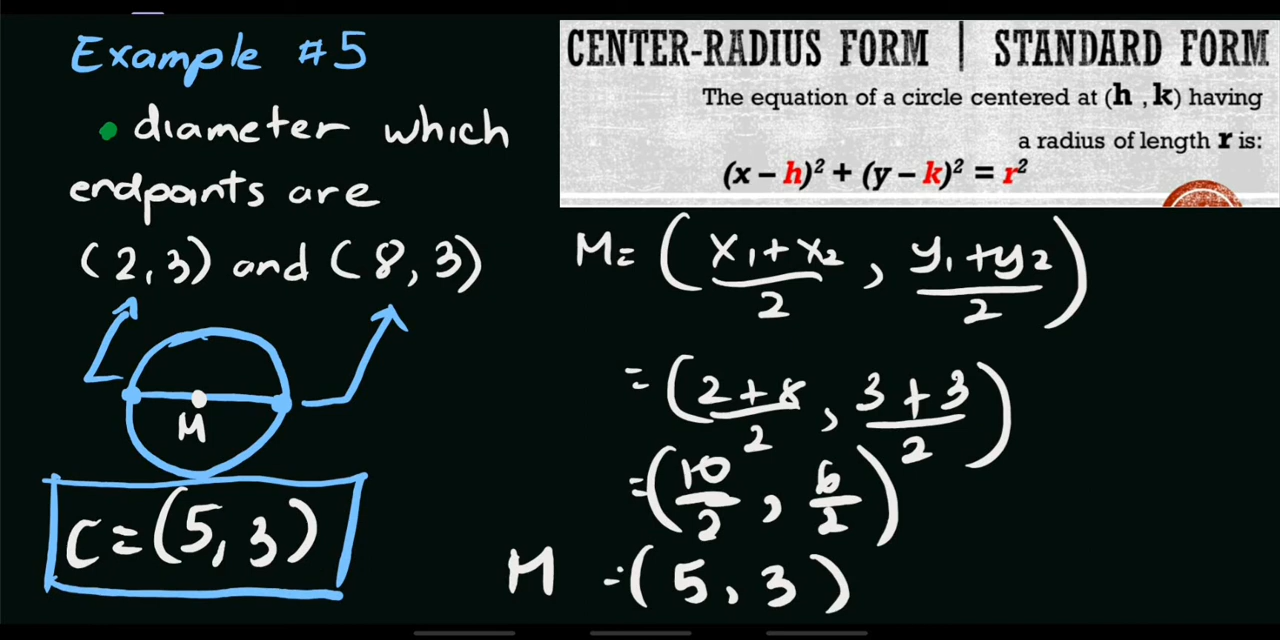 Example #5
• diameter which
endpoints are
(2,3) and (8,3)
M
C=(5,3)
CENTER-RADIUS FORM | STANDARD FORM
The equation of a circle centered at (h , k) having
a radius of length r is:
(x – h)² + (y – k)² = r²
M= (x₁+x₂/2 , y₁+y₂/2)
= (2+8/2 , 3+3/2)
= (10/2 , 6/2)
M = (5, 3)